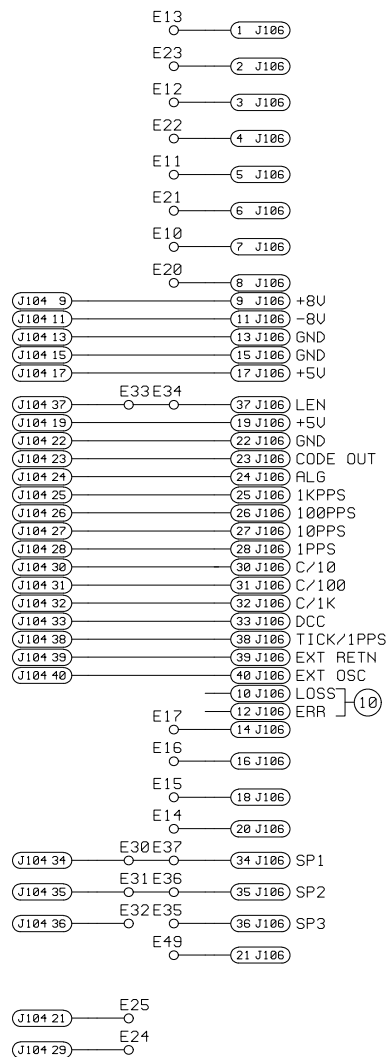 E13
1 J106
E23
2 J106
E12
3 J106
E22
4 J106
E11
5 J106
E21
6 J106
E10
7 J106
E20
8 J106
J104 9 9 J106 +8V
J104 11 11 J106 -8V
J104 13 13 J106 GND
J104 15 15 J106 GND
J104 17 17 J106 +5V
E33 E34
J104 37 37 J106 LEN
J104 19 19 J106 +5V
J104 22 22 J106 GND
J104 23 23 J106 CODE OUT
J104 24 24 J106 ALG
J104 25 25 J106 1KPPS
J104 26 26 J106 100PPS
J104 27 27 J106 10PPS
J104 28 28 J106 1PPS
J104 30 30 J106 C/10
J104 31 31 J106 C/100
J104 32 32 J106 C/1K
J104 33 33 J106 DCC
J104 38 38 J106 TICK/1PPS
J104 39 39 J106 EXT RETN
J104 40 40 J106 EXT OSC
10 J106 LOSS
10
12 J106 ERR
E17
14 J106
E16
16 J106
E15
18 J106
E14
20 J106
E30 E37
J104 34 34 J106 SP1
E31 E36
J104 35 35 J106 SP2
E32 E35
J104 36 36 J106 SP3
E49
21 J106
E25
J104 21
E24
J104 29